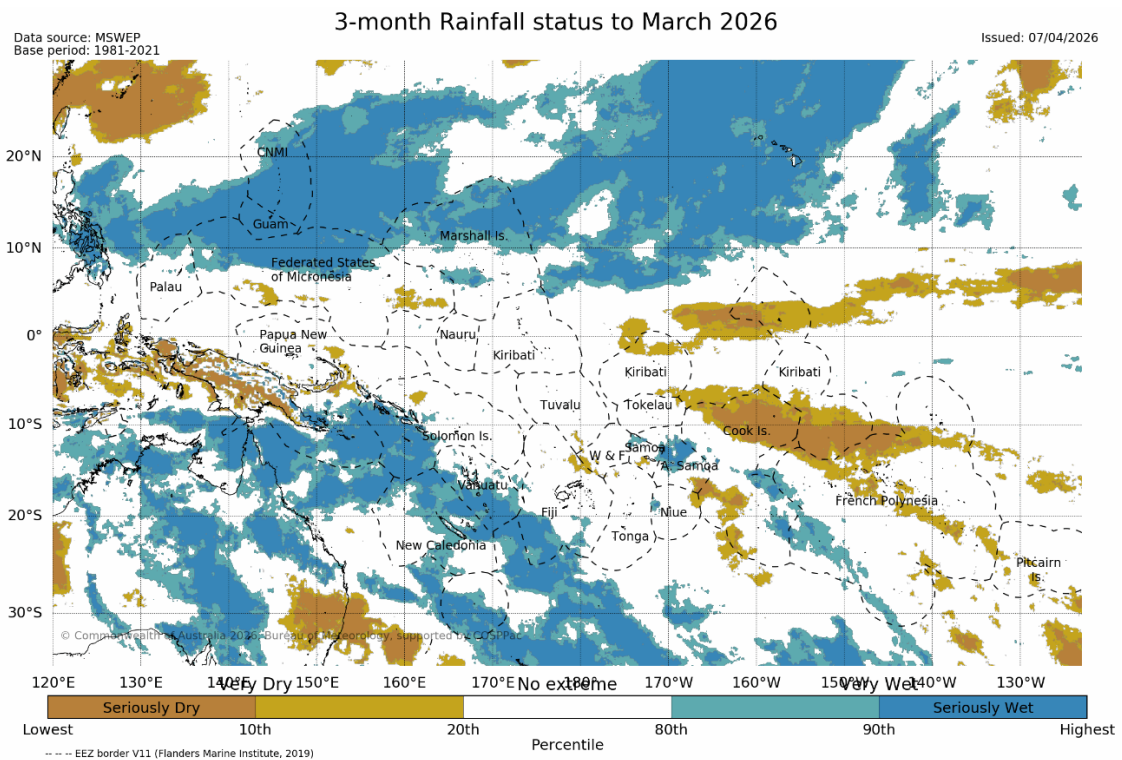 3-month Rainfall status to March 2026
Data source: MSWEP
Base period: 1981-2021
Issued: 07/04/2026
20°N
10°N
0°
10°S
20°S
30°S
CNMI
Guam
Marshall Is.
Federated States
of Micronesia
Palau
Papua New
Guinea
Nauru
Kiribati
Kiribati
Kiribati
Tuvalu
Tokelau
Cook Is.
Solomon Is.
W & F
Samoa
A. Samoa
Vanuatu
French Polynesia
Fiji
Niue
Tonga
New Caledonia
Pitcairn
Is.
© Commonwealth of Australia 2026, Bureau of Meteorology, supported by COSPPac
120°E 130°E 140°E 150°E 160°E 170°E 180° 170°W 160°W 150°W 140°W 130°W
Very Dry No extreme Very Wet
Seriously Dry Seriously Wet
Lowest 10th 20th 80th 90th Highest
Percentile
-- -- -- EEZ border V11 (Flanders Marine Institute, 2019)